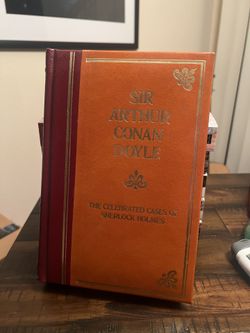 SIR
ARTHUR
CONAN
DOYLE
THE CELEBRATED CASES OF
SHERLOCK HOLMES